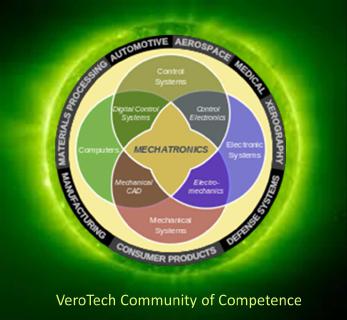 MATERIALS PROCESSING
AUTOMOTIVE
AEROSPACE
MEDICAL
XEROGRAPHY
DEFENSE SYSTEMS
CONSUMER PRODUCTS
MANUFACTURING
Control
Systems
Digital Control
Systems
Control
Electronics
Computers
MECHATRONICS
Electronic
Systems
Mechanical
CAD
Electro-
mechanics
Mechanical
Systems
VeroTech Community of Competence